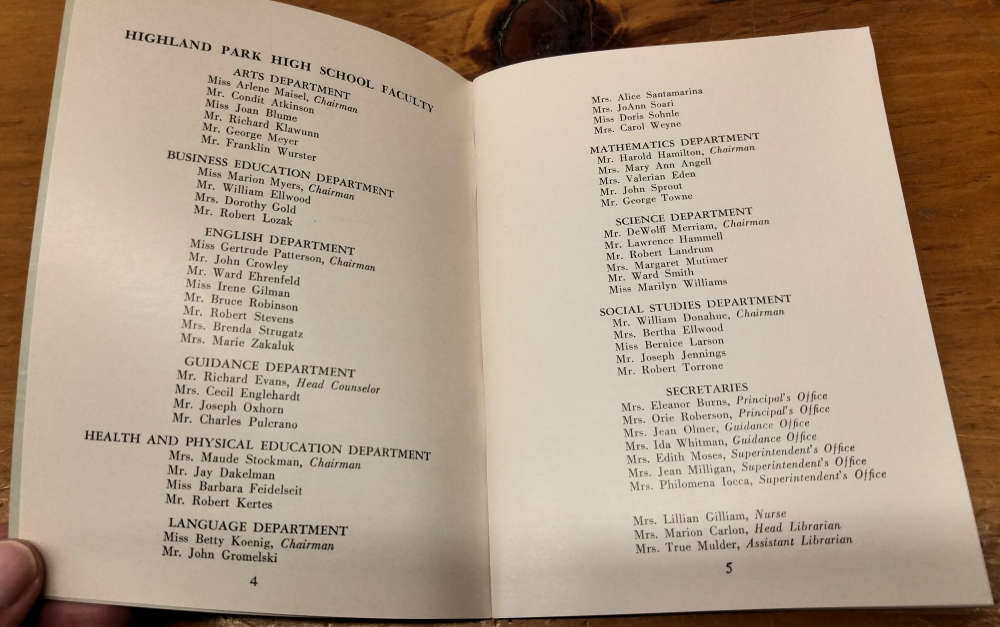 HIGHLAND PARK HIGH SCHOOL FACULTY
ARTS DEPARTMENT
Miss Arlene Maisel, Chairman
Mr. Condit Atkinson
Miss Joan Blume
Mr. Richard Klawunn
Mr. George Meyer
Mr. Franklin Wurster
BUSINESS EDUCATION DEPARTMENT
Miss Marion Myers, Chairman
Mr. William Ellwood
Mrs. Dorothy Gold
Mr. Robert Lozak
ENGLISH DEPARTMENT
Miss Gertrude Patterson, Chairman
Mr. John Crowley
Mr. Ward Ehrenfeld
Miss Irene Gilman
Mr. Bruce Robinson
Mr. Robert Stevens
Mrs. Brenda Strugatz
Mrs. Marie Zakaluk
GUIDANCE DEPARTMENT
Mr. Richard Evans, Head Counselor
Mrs. Cecil Englehardt
Mr. Joseph Oxhorn
Mr. Charles Pulcrano
HEALTH AND PHYSICAL EDUCATION DEPARTMENT
Mrs. Maude Stockman, Chairman
Mr. Jay Dakelman
Miss Barbara Feidelseit
Mr. Robert Kertes
LANGUAGE DEPARTMENT
Miss Betty Koenig, Chairman
Mr. John Gromelski
4
Mrs. Alice Santamarina
Mrs. JoAnn Soari
Miss Doris Sohnle
Mrs. Carol Weyne
MATHEMATICS DEPARTMENT
Mr. Harold Hamilton, Chairman
Mrs. Mary Ann Angell
Mrs. Valerian Eden
Mr. John Sprout
Mr. George Towne
SCIENCE DEPARTMENT
Mr. DeWolff Merriam, Chairman
Mr. Lawrence Hammell
Mr. Robert Landrum
Mrs. Margaret Mutimer
Mr. Ward Smith
Miss Marilyn Williams
SOCIAL STUDIES DEPARTMENT
Mr. William Donahue, Chairman
Mrs. Bertha Ellwood
Miss Bernice Larson
Mr. Joseph Jennings
Mr. Robert Torrone
SECRETARIES
Mrs. Eleanor Burns, Principal's Office
Mrs. Orie Roberson, Principal's Office
Mrs. Jean Olmer, Guidance Office
Mrs. Ida Whitman, Guidance Office
Mrs. Edith Moses, Superintendent's Office
Mrs. Jean Milligan, Superintendent's Office
Mrs. Philomena Iocca, Superintendent's Office
Mrs. Lillian Gilliam, Nurse
Mrs. Marion Carlon, Head Librarian
Mrs. True Mulder, Assistant Librarian
5